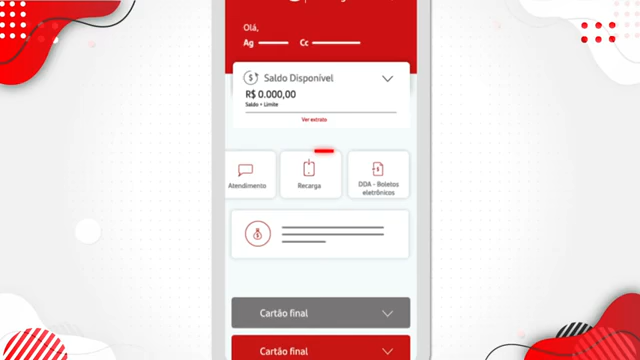 Olá,
Ag
Cc
Saldo Disponível
R$ 0.000,00
Saldo + Limite
Ver extrato
Atendimento
Recarga
DDA - Boletos
eletrônicos
Cartão final
Cartão final